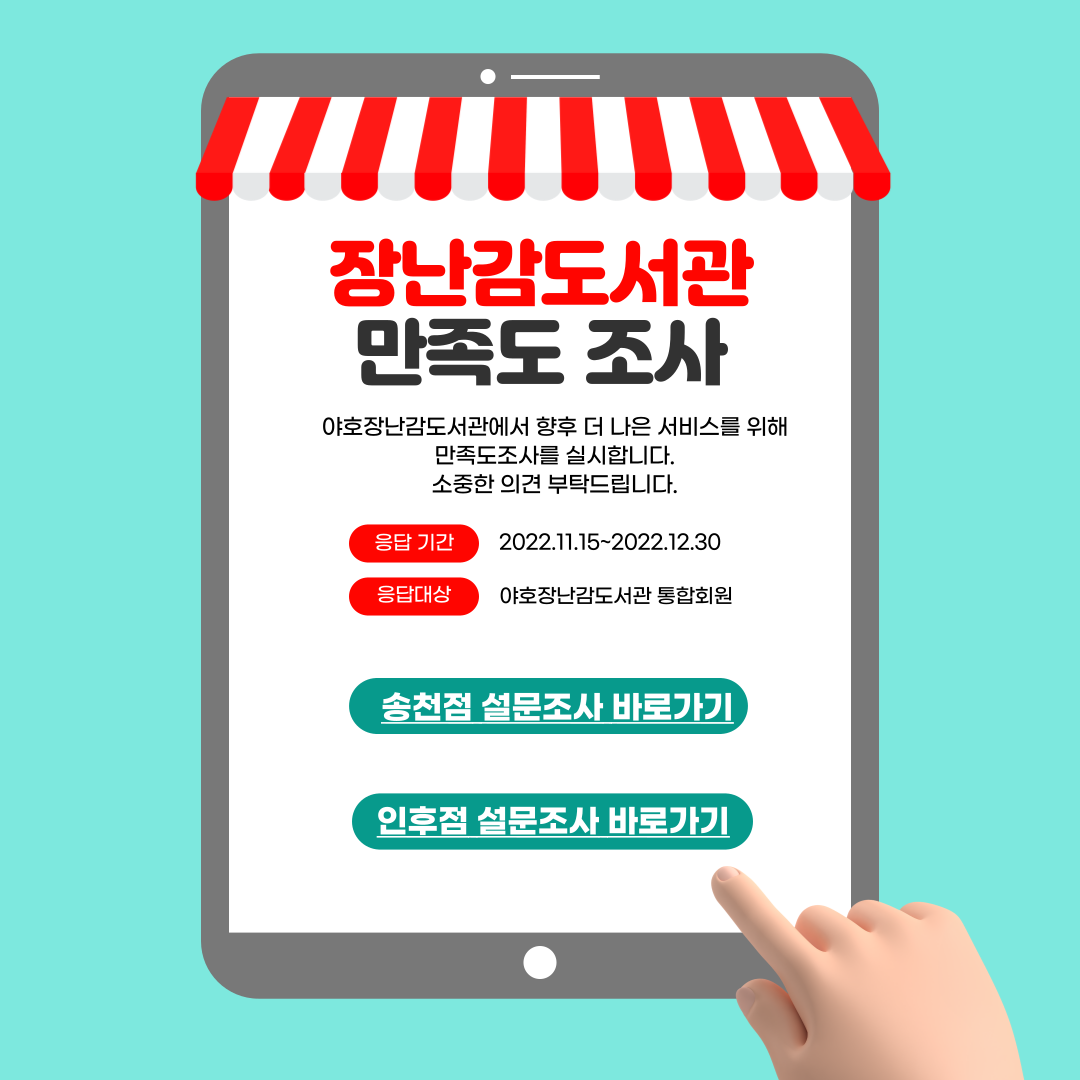 장난감도서관
만족도 조사
야호장난감도서관에서 향후 더 나은 서비스를 위해
만족도조사를 실시합니다.
소중한 의견 부탁드립니다.
응답 기간 2022.11.15~2022.12.30
응답대상 야호장난감도서관 통합회원
송천점 설문조사 바로가기
인후점 설문조사 바로가기